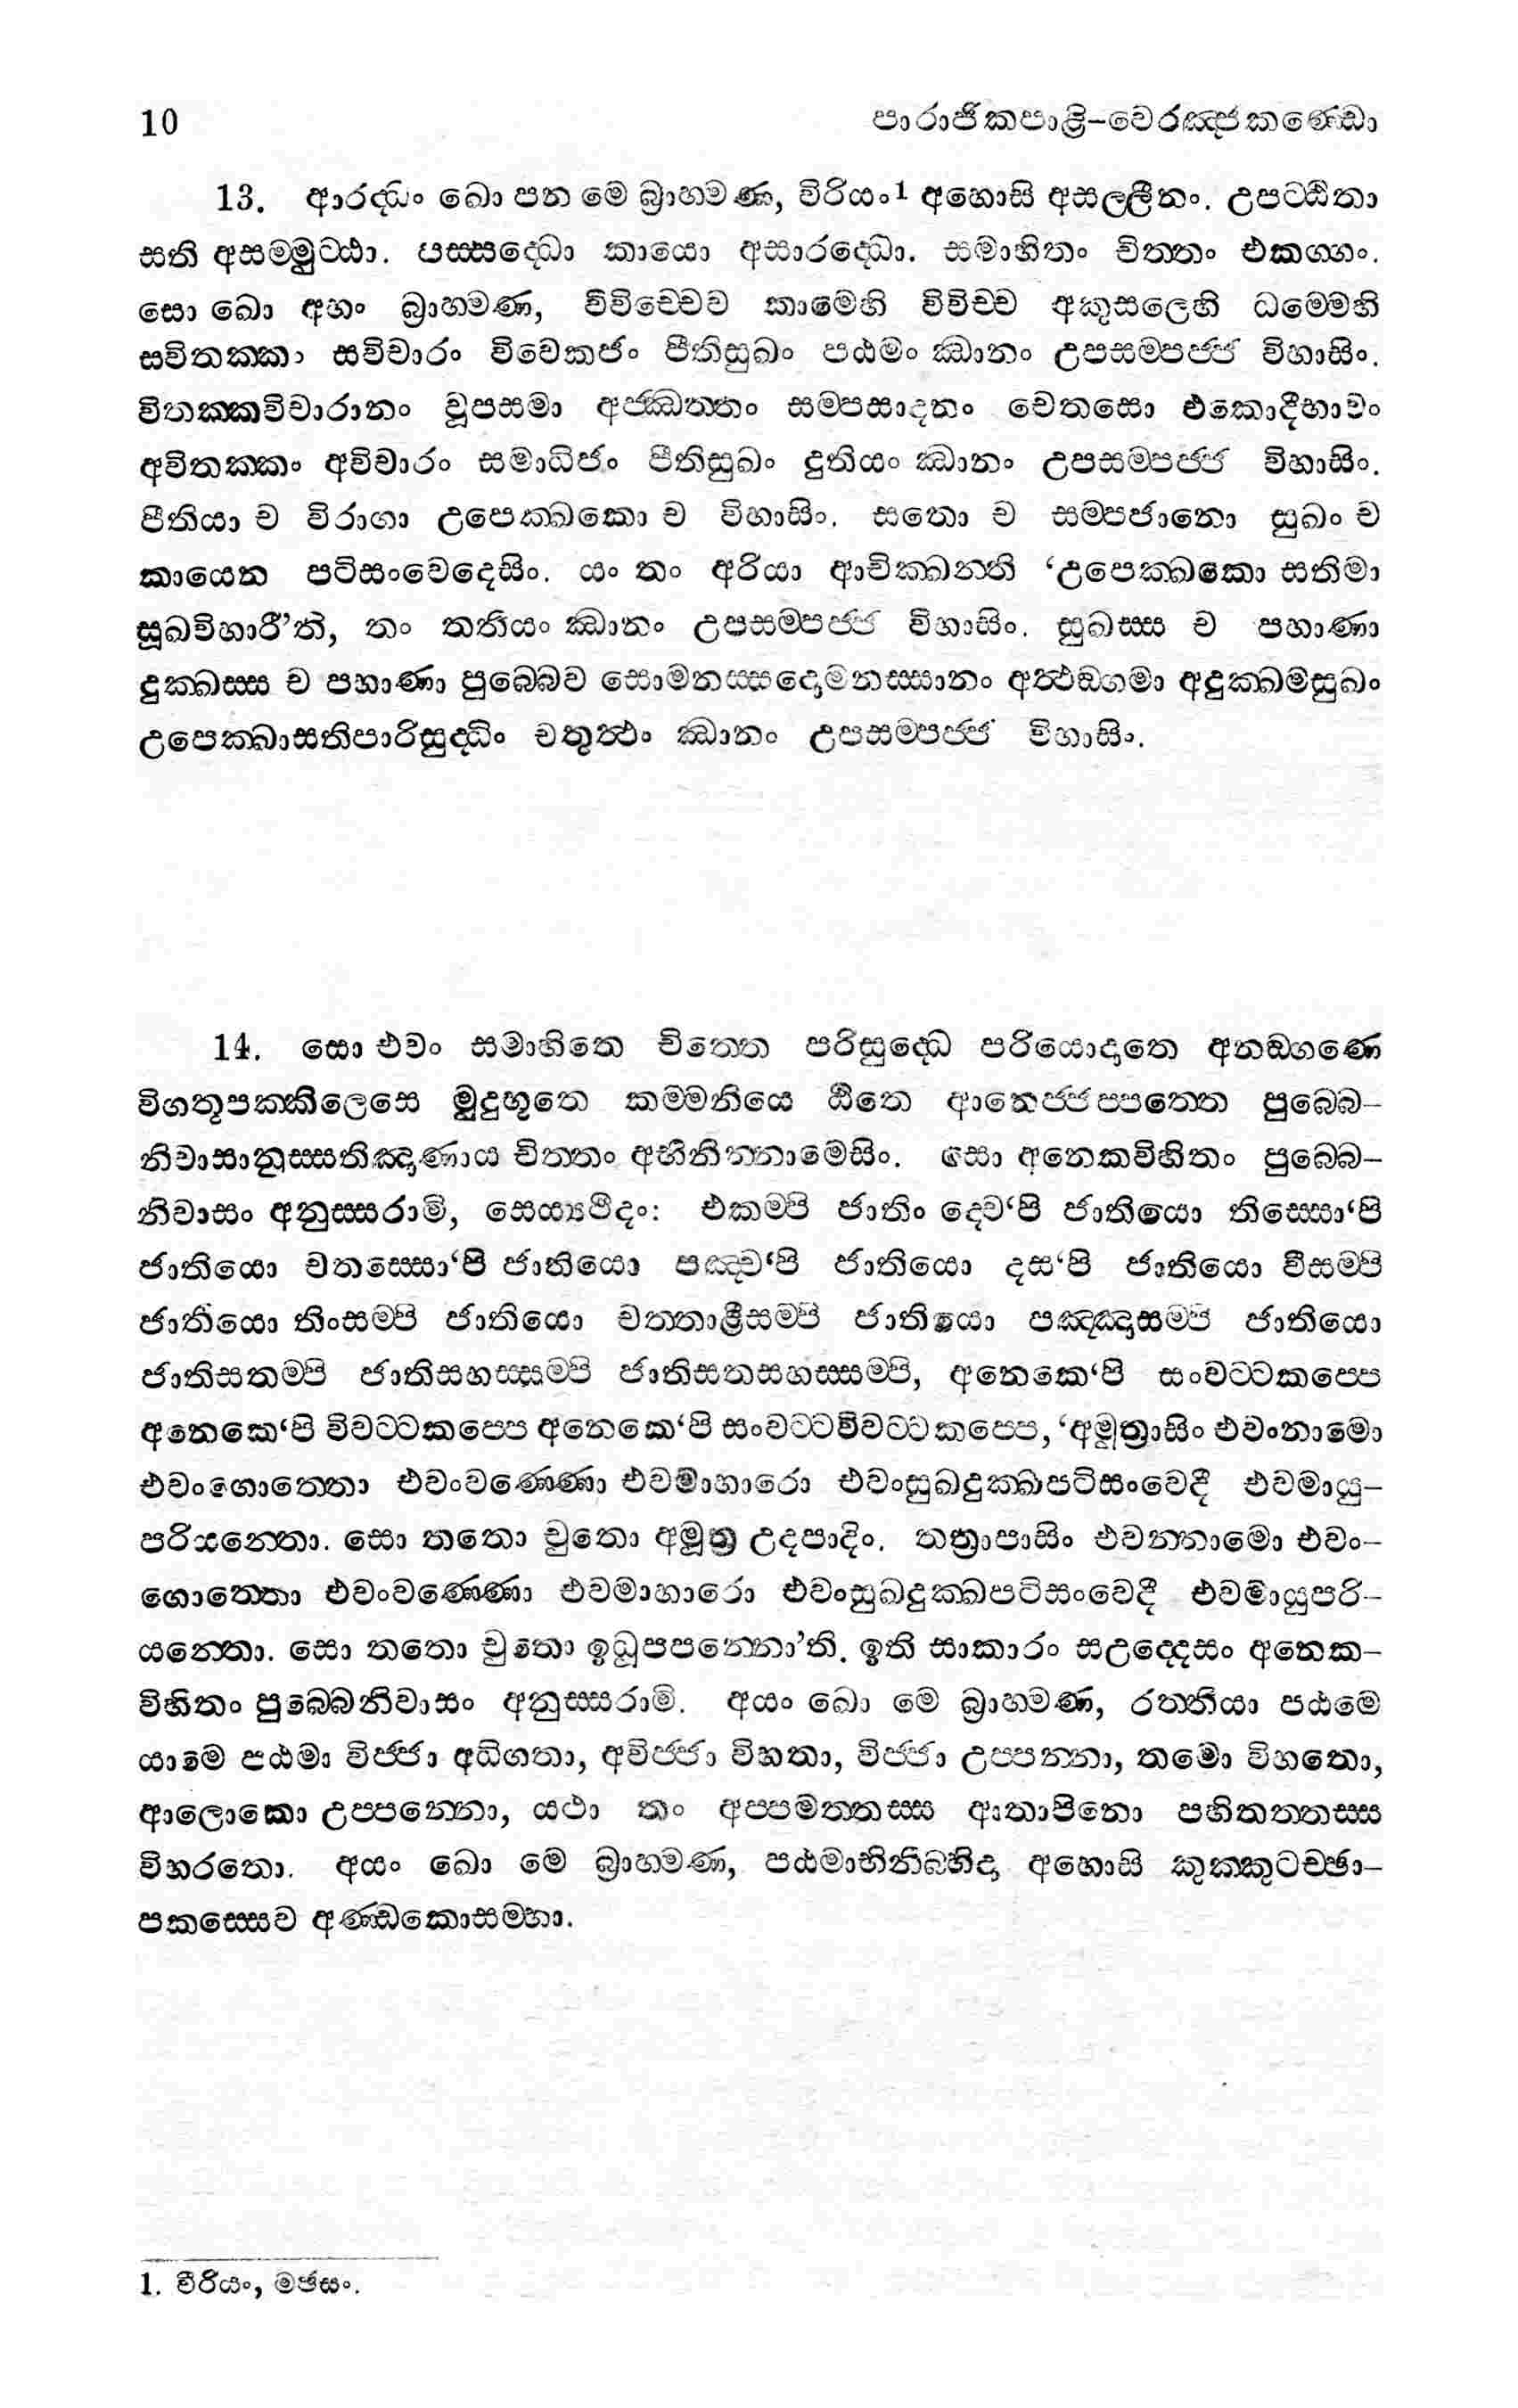 10 පාරාජිකපාළි–වෙරඤ්ජකණ්ඩො
13. ආරද්ධිං ඛො පන මෙ බ්‍රාහමණ, විරියං1 අහොසි අසල්ලීනං. උපට්ඨිතා
සති අසම්මුට්ඨා. පස්සද්ධො කායො අසාරද්ධො. සමාහිතං චිත්තං එකග්ගං.
සො ඛො අහං බ්‍රාහමණ, විවිච්චෙව කාමෙහි විවිච්ච අකුසලෙහි ධම්මෙහි
සවිතක්කං සවිචාරං විවෙකජං පීතිසුඛං පඨමං ඣානං උපසම්පජ්ජ විහාසිං.
විතක්කවිචාරානං වූපසමා අජ්ඣත්තං සම්පසාදනං චෙතසො එකොදිභාවං
අවිතක්කං අවිචාරං සමාධිජං පීතිසුඛං දුතියං ඣානං උපසම්පජ්ජ විහාසිං.
පීතියා ච විරාගා උපෙක්ඛකො ච විහාසිං. සතො ච සම්පජානො සුඛං ච
කායෙන පටිසංවෙදෙසිං. යං තං අරියා ආචික්ඛන්ති ‘උපෙක්ඛකො සතිමා
සූඛවිහාරී’ති, තං තතියං ඣානං උපසම්පජ්ජ විහාසිං. සුඛස්ස ච පහාණා
දුක්ඛස්ස ච පහාණා පුබ්බෙව සොමනස්සදොමනස්සානං අත්ථඞ්ගමා අදුක්ඛමසුඛං
උපෙක්ඛාසතිපාරිසුද්ධිං චතුත්ථං ඣානං උපසම්පජ්ජ විහාසිං.
14. සො එවං සමාහිතෙ චිත්තෙ පරිසුද්ධෙ පරියොදාතෙ අනඞ්ගණෙ
විගතූපක්කිලෙසෙ මුදුභූතෙ කම්මනියෙ ඨිතෙ ආනෙජ්ජප්පත්තෙ පුබ්බෙ–
නිවාසානුස්සතිඤාණාය චිත්තං අභිනින්නාමෙසිං. සො අනෙකවිහිතං පුබ්බෙ–
නිවාසං අනුස්සරාමි, සෙය්‍යථීදං: එකම්පි ජාතිං ද්වෙ‘පි ජාතියො තිස්සො‘පි
ජාතියො චතස්සො‘පි ජාතියො පඤ්ච‘පි ජාතියො දස‘පි ජාතියො වීසම්පි
ජාතියො තිංසම්පි ජාතියො චත්තාළීසම්පි ජාතියො පඤ්ඤාසම්පි ජාතියො
ජාතිසතම්පි ජාතිසහස්සම්පි ජාතිසතසහස්සම්පි, අනෙකෙ‘පි සංවට්ටකප්පෙ
අනෙකෙ‘පි විවට්ටකප්පෙ අනෙකෙ‘පි සංවට්ටවිවට්ටකප්පෙ, ‘අමුත්‍රාසිං එවංනාමො
එවංගොත්තො එවංවණ්ණො එවමාහාරො එවංසුඛදුක්ඛපටිසංවෙදී එවමායු–
පරියන්තො. සො තතො චුතො අමුත්‍ර උදපාදිං. තත්‍රාපාසිං එවන්නාමො එවං–
ගොත්තො එවංවණ්ණො එවමාහාරො එවංසුඛදුක්ඛපටිසංවෙදී එවමායුපරි–
යන්තො. සො තතො චුතො ඉධූපපන්නො’ති. ඉති සාකාරං සඋද්දෙසං අනෙක–
විහිතං පුබ්බෙනිවාසං අනුස්සරාමි. අයං ඛො මෙ බ්‍රාහමණ, රත්තියා පඨමෙ
යාමෙ පඨමා විජ්ජා අධිගතා, අවිජ්ජා විහතා, විජ්ජා උප්පන්නා, තමො විහතො,
ආලොකො උප්පන්නො, යථා තං අප්පමත්තස්ස ආතාපිනො පහිතත්තස්ස
විහරතො. අයං ඛො මෙ බ්‍රාහමණ, පඨමාභිනිබ්භිදා අහොසි කුක්කුටච්ඡා–
පකස්සෙව අණ්ඩකොසම්හා.
1. වීරියං, මඡසං.